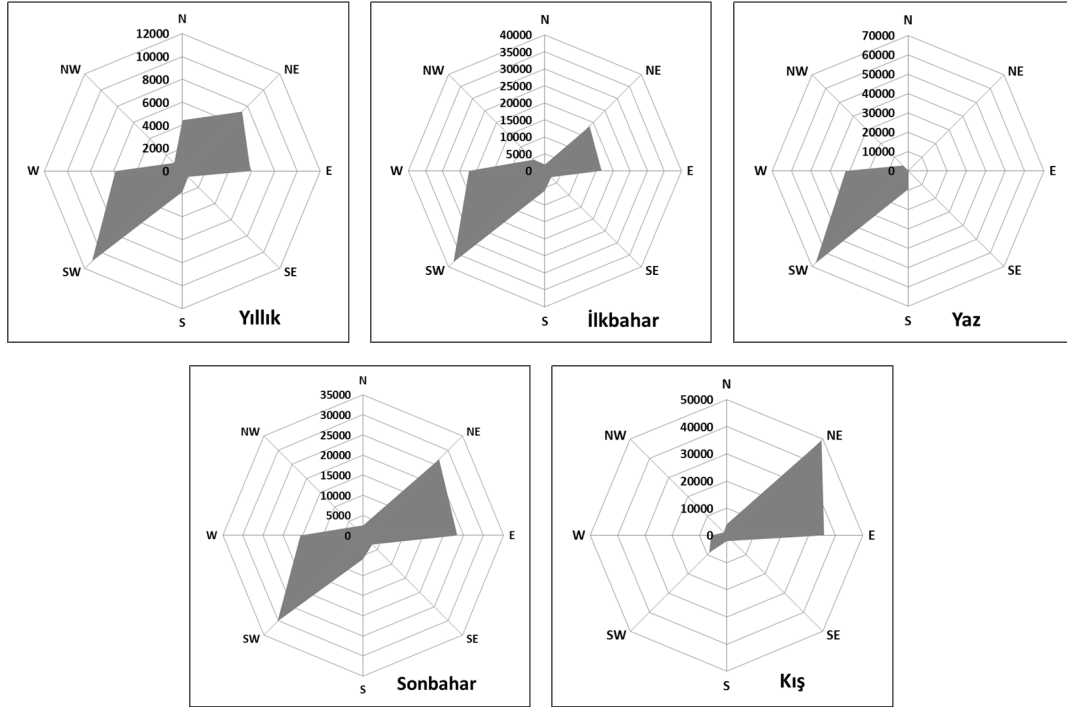 N
12000
10000
8000
6000
4000
2000
0
NW
NE
W
E
SW
SE
S
Yıllık
N
40000
35000
30000
25000
20000
15000
10000
5000
0
NW
NE
W
E
SW
SE
S
İlkbahar
N
70000
60000
50000
40000
30000
20000
10000
0
NW
NE
W
E
SW
SE
S
Yaz
N
35000
30000
25000
20000
15000
10000
5000
0
NW
NE
W
E
SW
SE
S
Sonbahar
N
50000
40000
30000
20000
10000
0
NW
NE
W
E
SW
SE
S
Kış